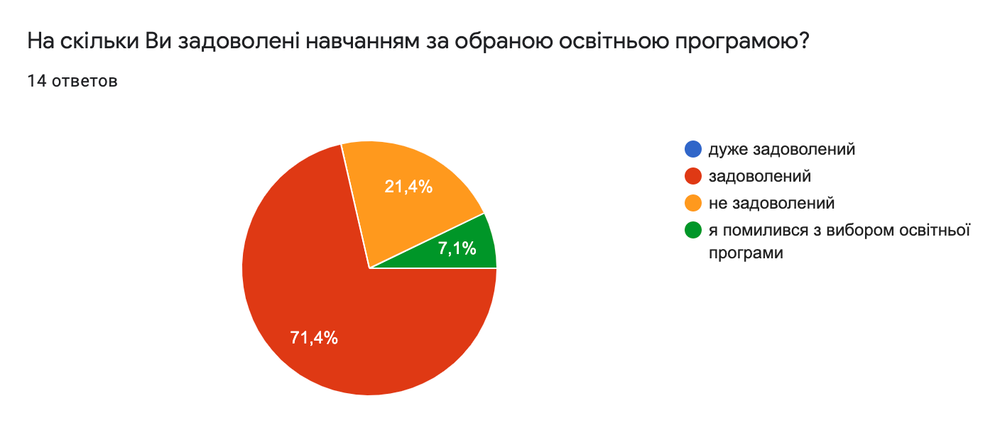 На скільки Ви задоволені навчанням за обраною освітньою програмою?
14 ответов
дуже задоволений
задоволений
не задоволений
я помилився з вибором освітньої
програми
21,4%
7,1%
71,4%